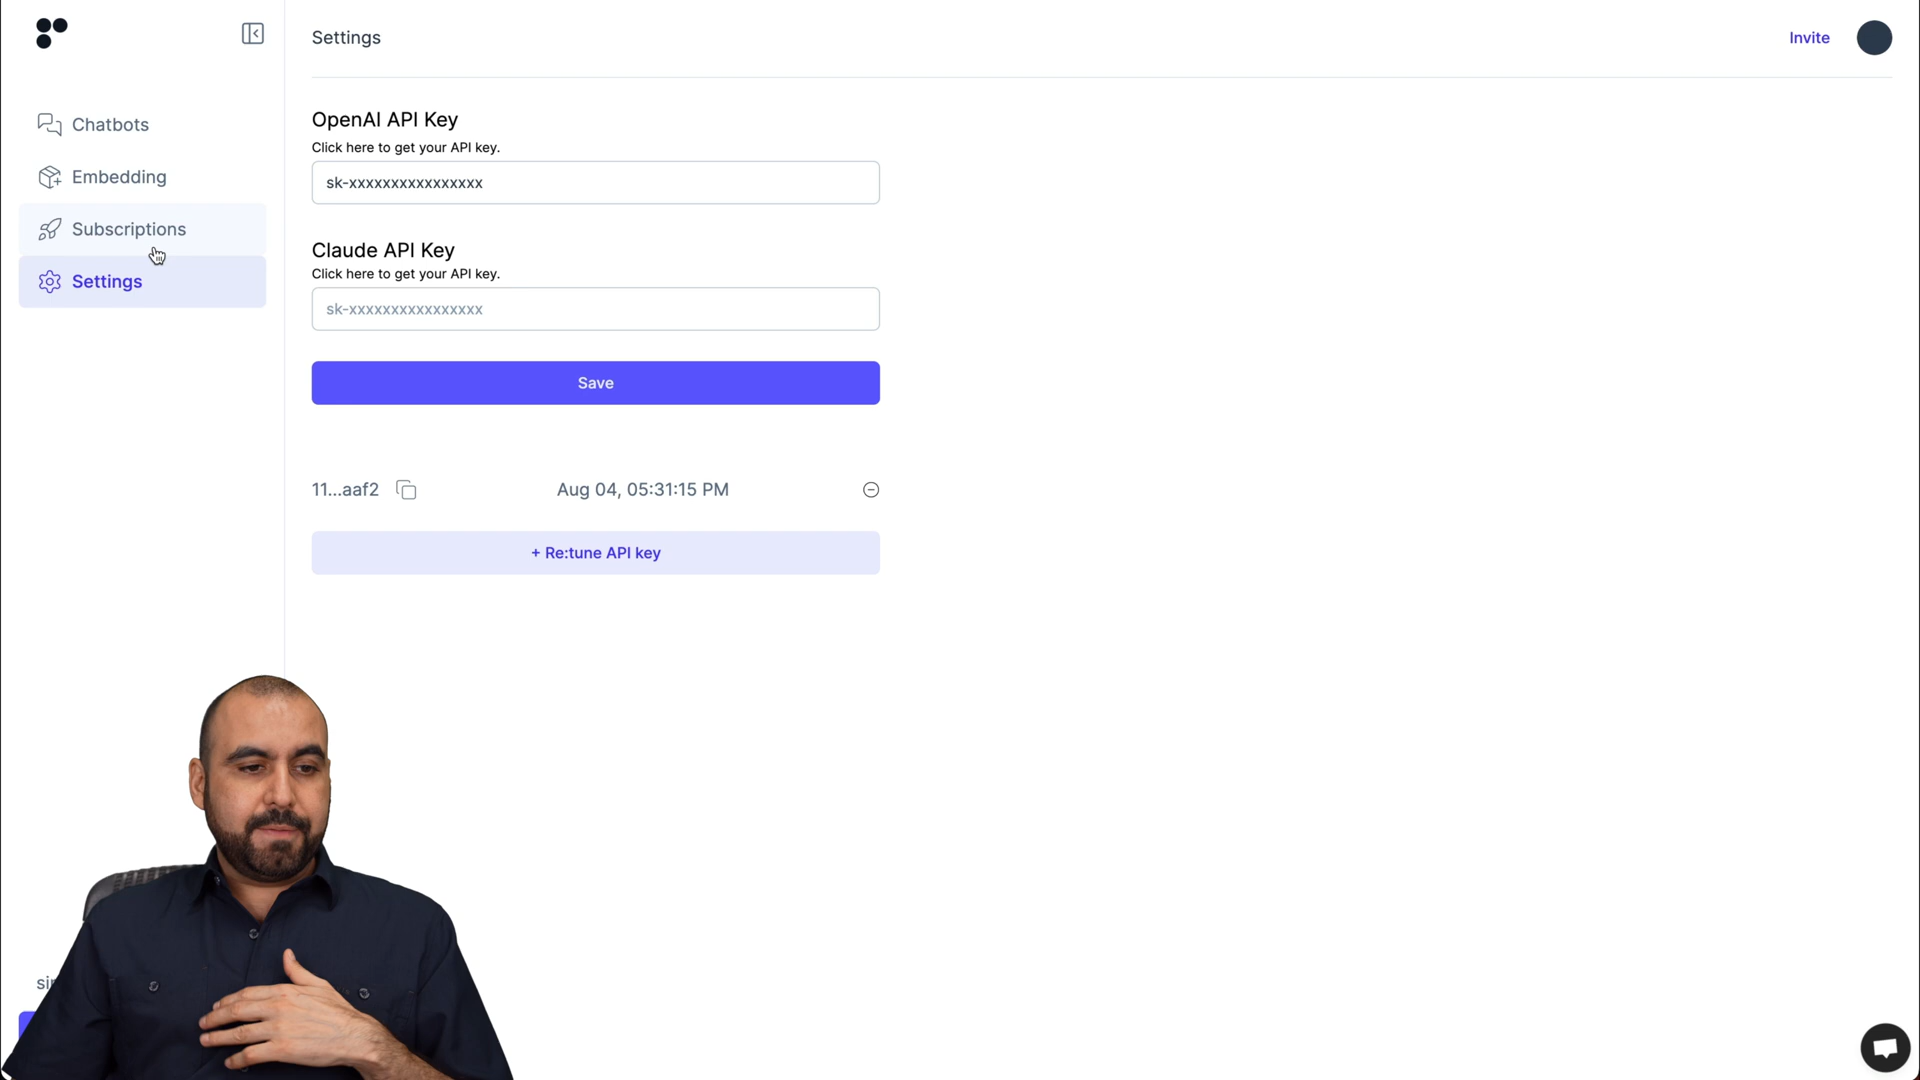 Settings
Invite
Chatbots
Embedding
Subscriptions
Settings
OpenAI API Key
Click here to get your API key.
sk-xxxxxxxxxxxxxxxx
Claude API Key
Click here to get your API key.
sk-xxxxxxxxxxxxxxxx
Save
11...aaf2
Aug 04, 05:31:15 PM
+ Re:tune API key